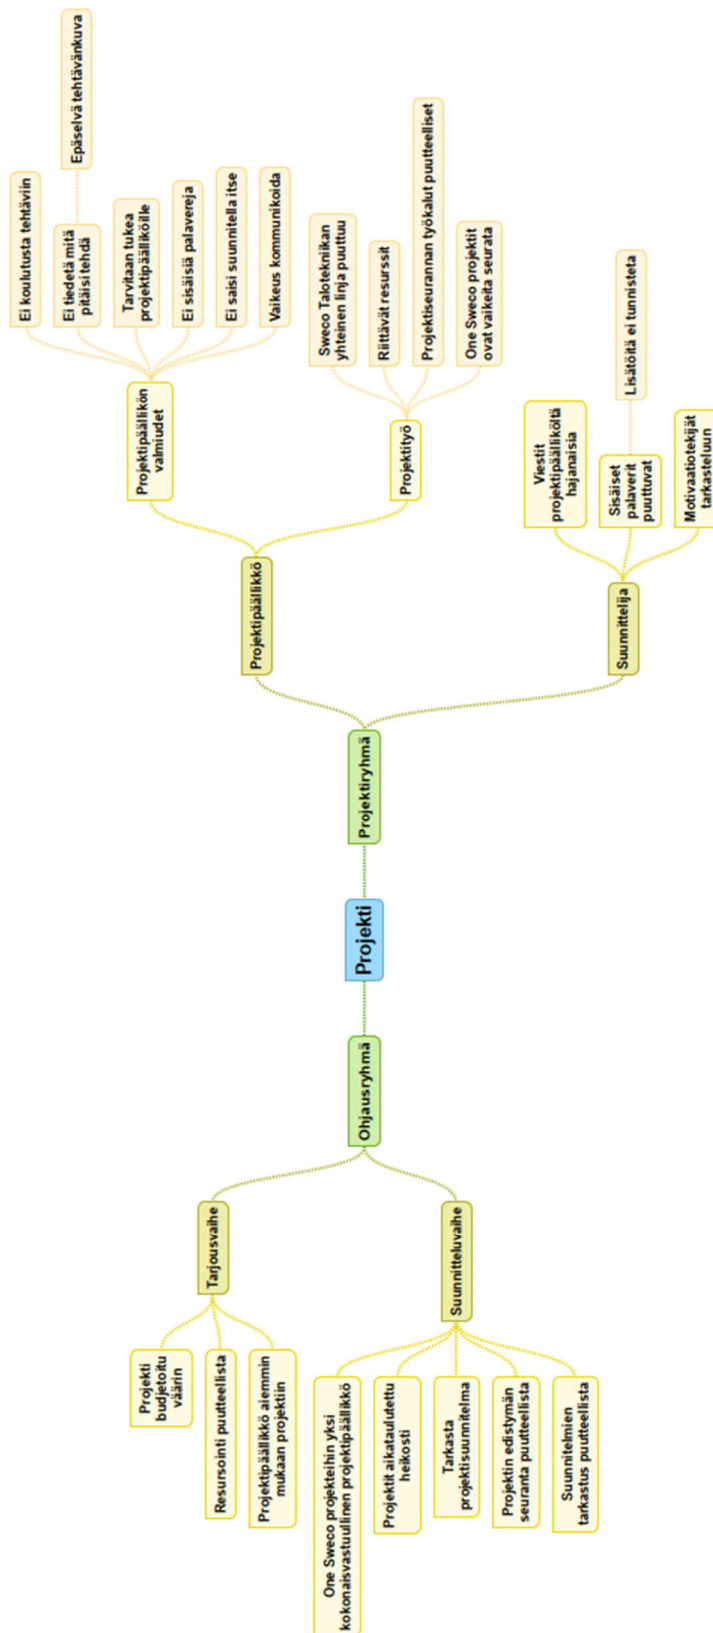 Projekti
Projektiryhmä
Projektipäällikkö
Projektipäällikön
valmiudet
Ei koulutusta tehtäviin
Ei tiedetä mitä
pitäisi tehdä
Epäselvä tehtävänkuva
Tarvitaan tukea
projektipäälliköille
Ei sisäisiä palavereja
Ei saisi suunnitella itse
Vaikeus kommunikoida
Projektityö
Sweco Talotekniikan
yhteinen linja puuttuu
Riittävät resurssit
Projektiseurannan työkalut puutteelliset
One Sweco projektit
ovat vaikeita seurata
Suunnittelija
Viestit
projektipäälliköltä
hajanaisia
Sisäiset
palaverit
puuttuvat
Lisätöitä ei tunnisteta
Motivaatiotekijät
tarkasteluun
Ohjausryhmä
Tarjousvaihe
Projekti
budjetoitu
väärin
Resursointi puutteellista
Projektipäällikkö aiemmin
mukaan projektiin
Suunnitteluvaihe
One Sweco projekteihin yksi
kokonaisvastuullinen projektipäällikkö
Projektit aikataulutettu
heikosti
Tarkasta
projektisuunnitelma
Projektin edistymän
seuranta puutteellista
Suunnitelmien
tarkastus puutteellista